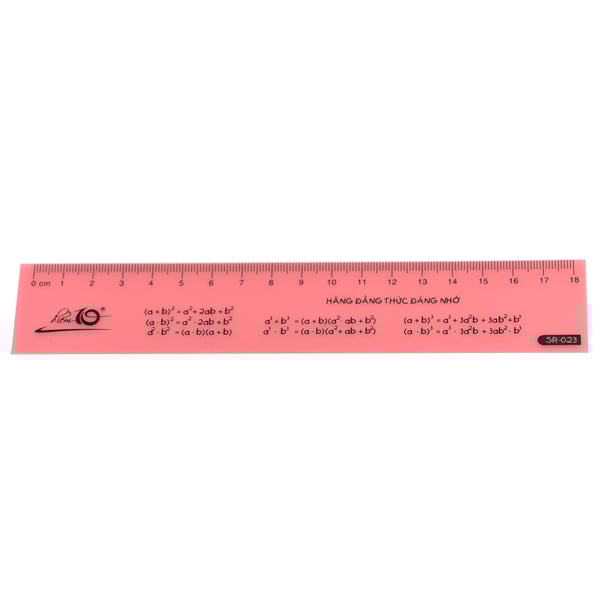 0 cm 1 2 3 4 5 6 7 8 9 10 11 12 13 14 15 16 17 18
HẰNG ĐẲNG THỨC ĐÁNG NHỚ
điểm 10 ®
(a + b)² = a² + 2ab + b²
(a - b)² = a² - 2ab + b²
a² - b² = (a - b)(a + b)
a³ + b³ = (a + b)(a² - ab + b²)
a³ - b³ = (a - b)(a² + ab + b²)
(a + b)³ = a³ + 3a²b + 3ab² + b³
(a - b)³ = a³ - 3a²b + 3ab² - b³
SR-023